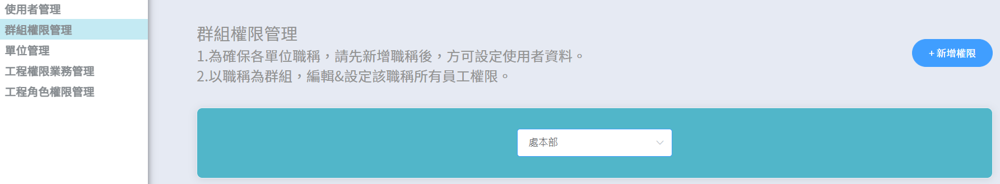 使用者管理
群組權限管理
單位管理
工程權限業務管理
工程角色權限管理
群組權限管理
1.為確保各單位職稱，請先新增職稱後，方可設定使用者資料。
2.以職稱為群組，編輯&設定該職稱所有員工權限。
+ 新增權限
處本部